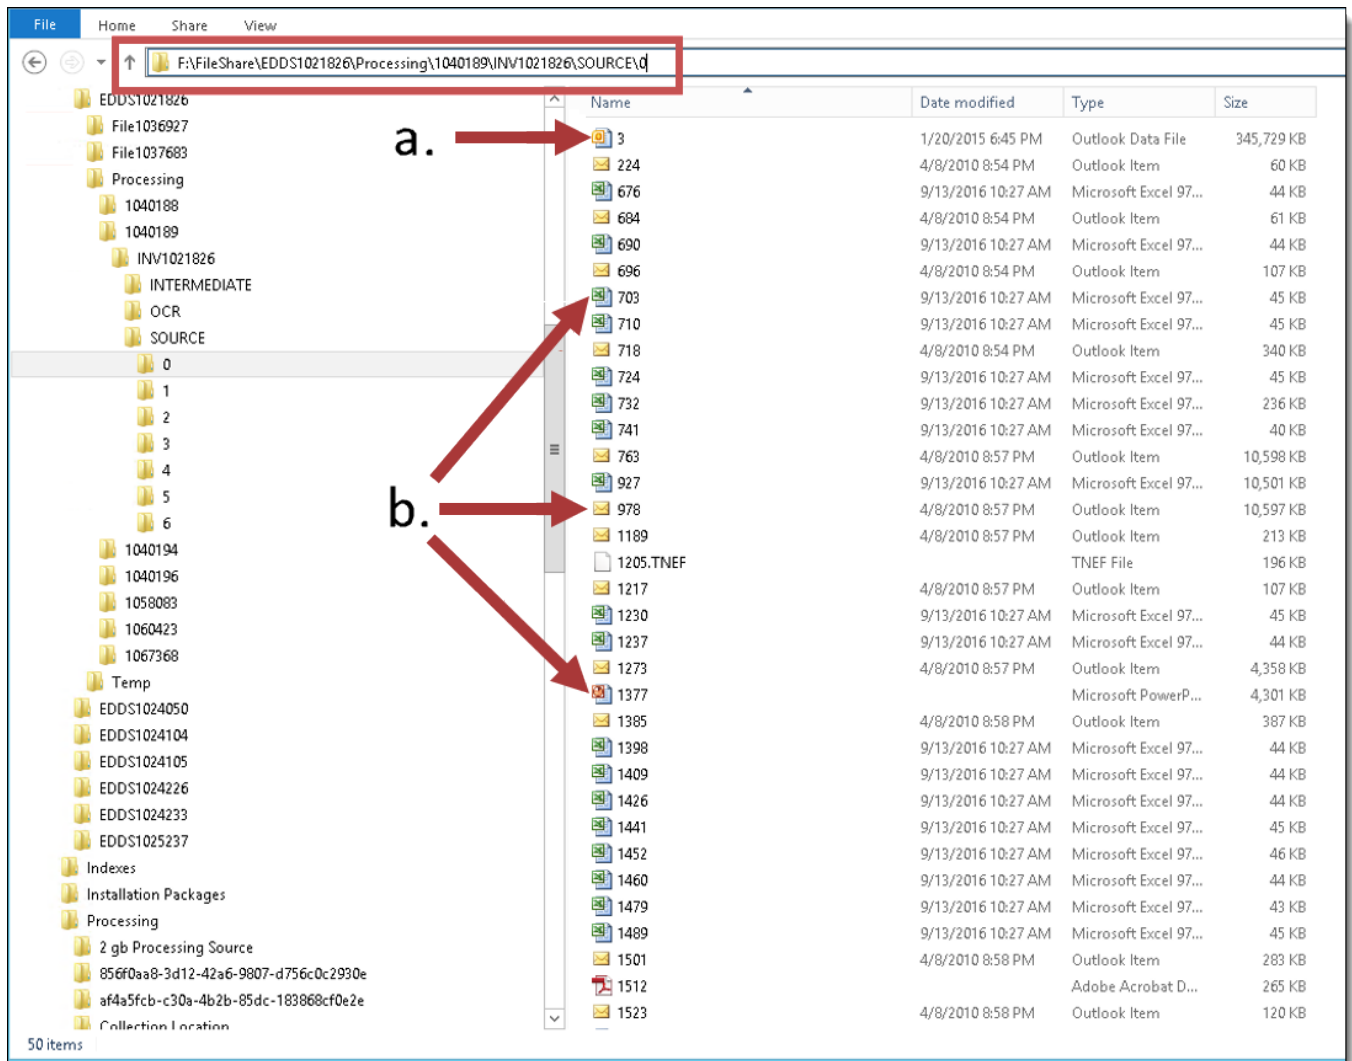 File Home Share View
F:\FileShare\EDDS1021826\Processing\1040189\INV1021826\SOURCE\0
EDDS1021826
File1036927
File1037683
Processing
1040188
1040189
INV1021826
INTERMEDIATE
OCR
SOURCE
0
1
2
3
4
5
6
1040194
1040196
1058083
1060423
1067368
Temp
EDDS1024050
EDDS1024104
EDDS1024105
EDDS1024226
EDDS1024233
EDDS1025237
Indexes
Installation Packages
Processing
2 gb Processing Source
856f0aa8-3d12-42a6-9807-d756c0c2930e
af4a5fcb-c30a-4b2b-85dc-183868cf0e2e
Collection Location
a.
b.
Name Date modified Type Size
3 1/20/2015 6:45 PM Outlook Data File 345,729 KB
224 4/8/2010 8:54 PM Outlook Item 60 KB
676 9/13/2016 10:27 AM Microsoft Excel 97... 44 KB
684 4/8/2010 8:54 PM Outlook Item 61 KB
690 9/13/2016 10:27 AM Microsoft Excel 97... 44 KB
696 4/8/2010 8:54 PM Outlook Item 107 KB
703 9/13/2016 10:27 AM Microsoft Excel 97... 45 KB
710 9/13/2016 10:27 AM Microsoft Excel 97... 45 KB
718 4/8/2010 8:54 PM Outlook Item 340 KB
724 9/13/2016 10:27 AM Microsoft Excel 97... 45 KB
732 9/13/2016 10:27 AM Microsoft Excel 97... 236 KB
741 9/13/2016 10:27 AM Microsoft Excel 97... 40 KB
763 4/8/2010 8:57 PM Outlook Item 10,598 KB
927 9/13/2016 10:27 AM Microsoft Excel 97... 10,501 KB
978 4/8/2010 8:57 PM Outlook Item 10,597 KB
1189 4/8/2010 8:57 PM Outlook Item 213 KB
1205.TNEF TNEF File 196 KB
1217 4/8/2010 8:57 PM Outlook Item 107 KB
1230 9/13/2016 10:27 AM Microsoft Excel 97... 45 KB
1237 9/13/2016 10:27 AM Microsoft Excel 97... 44 KB
1273 4/8/2010 8:57 PM Outlook Item 4,358 KB
1377 Microsoft PowerP... 4,301 KB
1385 4/8/2010 8:58 PM Outlook Item 387 KB
1398 9/13/2016 10:27 AM Microsoft Excel 97... 44 KB
1409 9/13/2016 10:27 AM Microsoft Excel 97... 44 KB
1426 9/13/2016 10:27 AM Microsoft Excel 97... 44 KB
1441 9/13/2016 10:27 AM Microsoft Excel 97... 45 KB
1452 9/13/2016 10:27 AM Microsoft Excel 97... 46 KB
1460 9/13/2016 10:27 AM Microsoft Excel 97... 44 KB
1479 9/13/2016 10:27 AM Microsoft Excel 97... 43 KB
1489 9/13/2016 10:27 AM Microsoft Excel 97... 45 KB
1501 4/8/2010 8:58 PM Outlook Item 283 KB
1512 Adobe Acrobat D... 265 KB
1523 4/8/2010 8:58 PM Outlook Item 120 KB
50 items